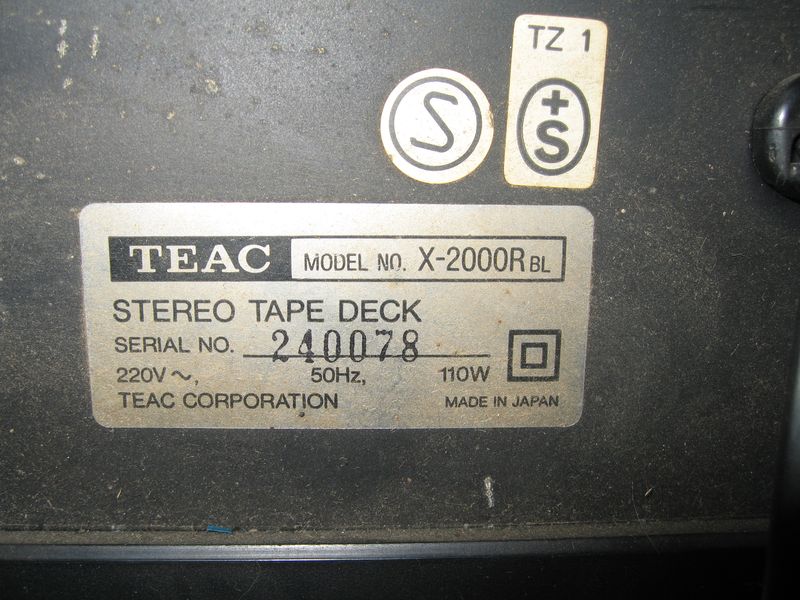 TZ 1
S
+
S
TEAC MODEL NO. X-2000R BL
STEREO TAPE DECK
SERIAL NO. 240078
220V ~, 50Hz, 110W
TEAC CORPORATION MADE IN JAPAN